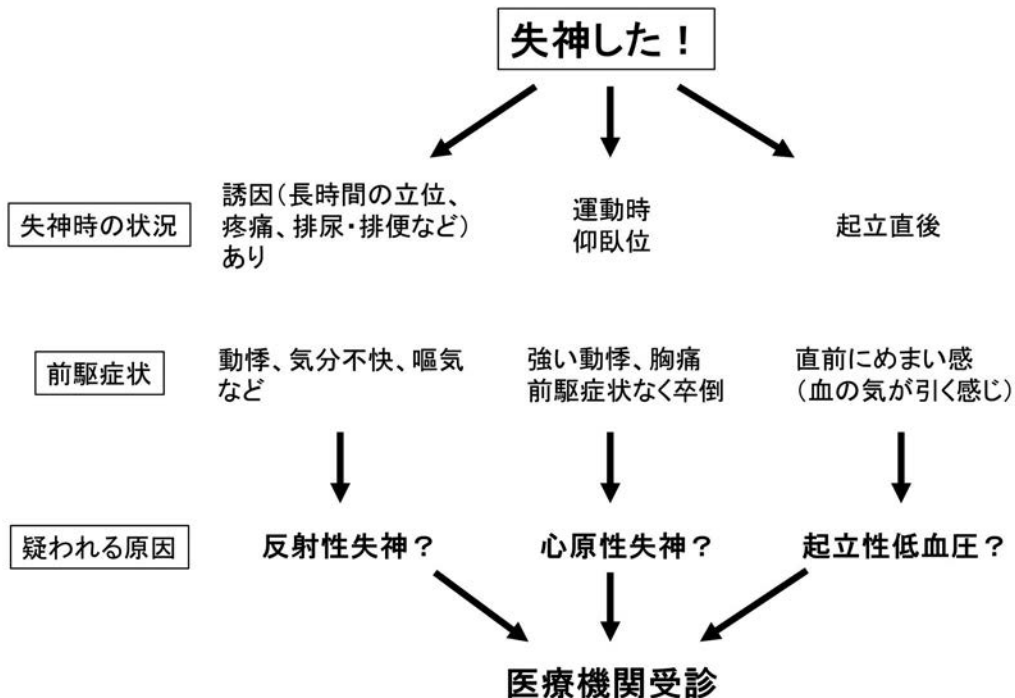 失神した！
失神時の状況
誘因（長時間の立位、
疼痛、排尿・排便など）
あり
運動時
仰臥位
起立直後
前駆症状
動悸、気分不快、嘔気
など
強い動悸、胸痛
前駆症状なく卒倒
直前にめまい感
（血の気が引く感じ）
疑われる原因
反射性失神？
心原性失神？
起立性低血圧？
医療機関受診